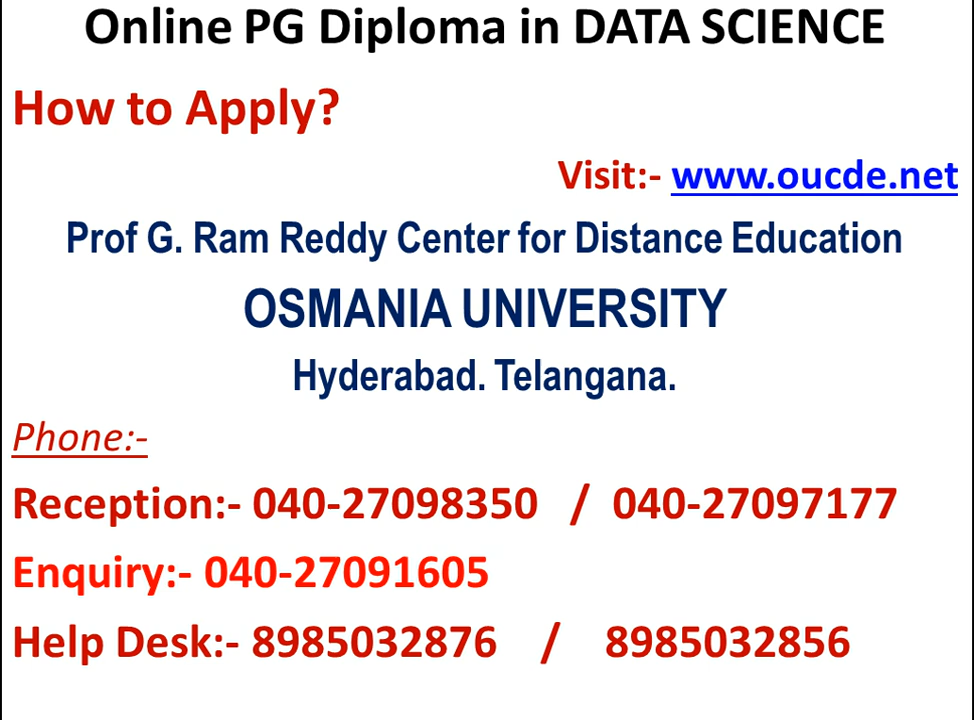 Online PG Diploma in DATA SCIENCE
How to Apply?
Visit:- www.oucde.net
Prof G. Ram Reddy Center for Distance Education
OSMANIA UNIVERSITY
Hyderabad. Telangana.
Phone:-
Reception:- 040-27098350 / 040-27097177
Enquiry:- 040-27091605
Help Desk:- 8985032876 / 8985032856